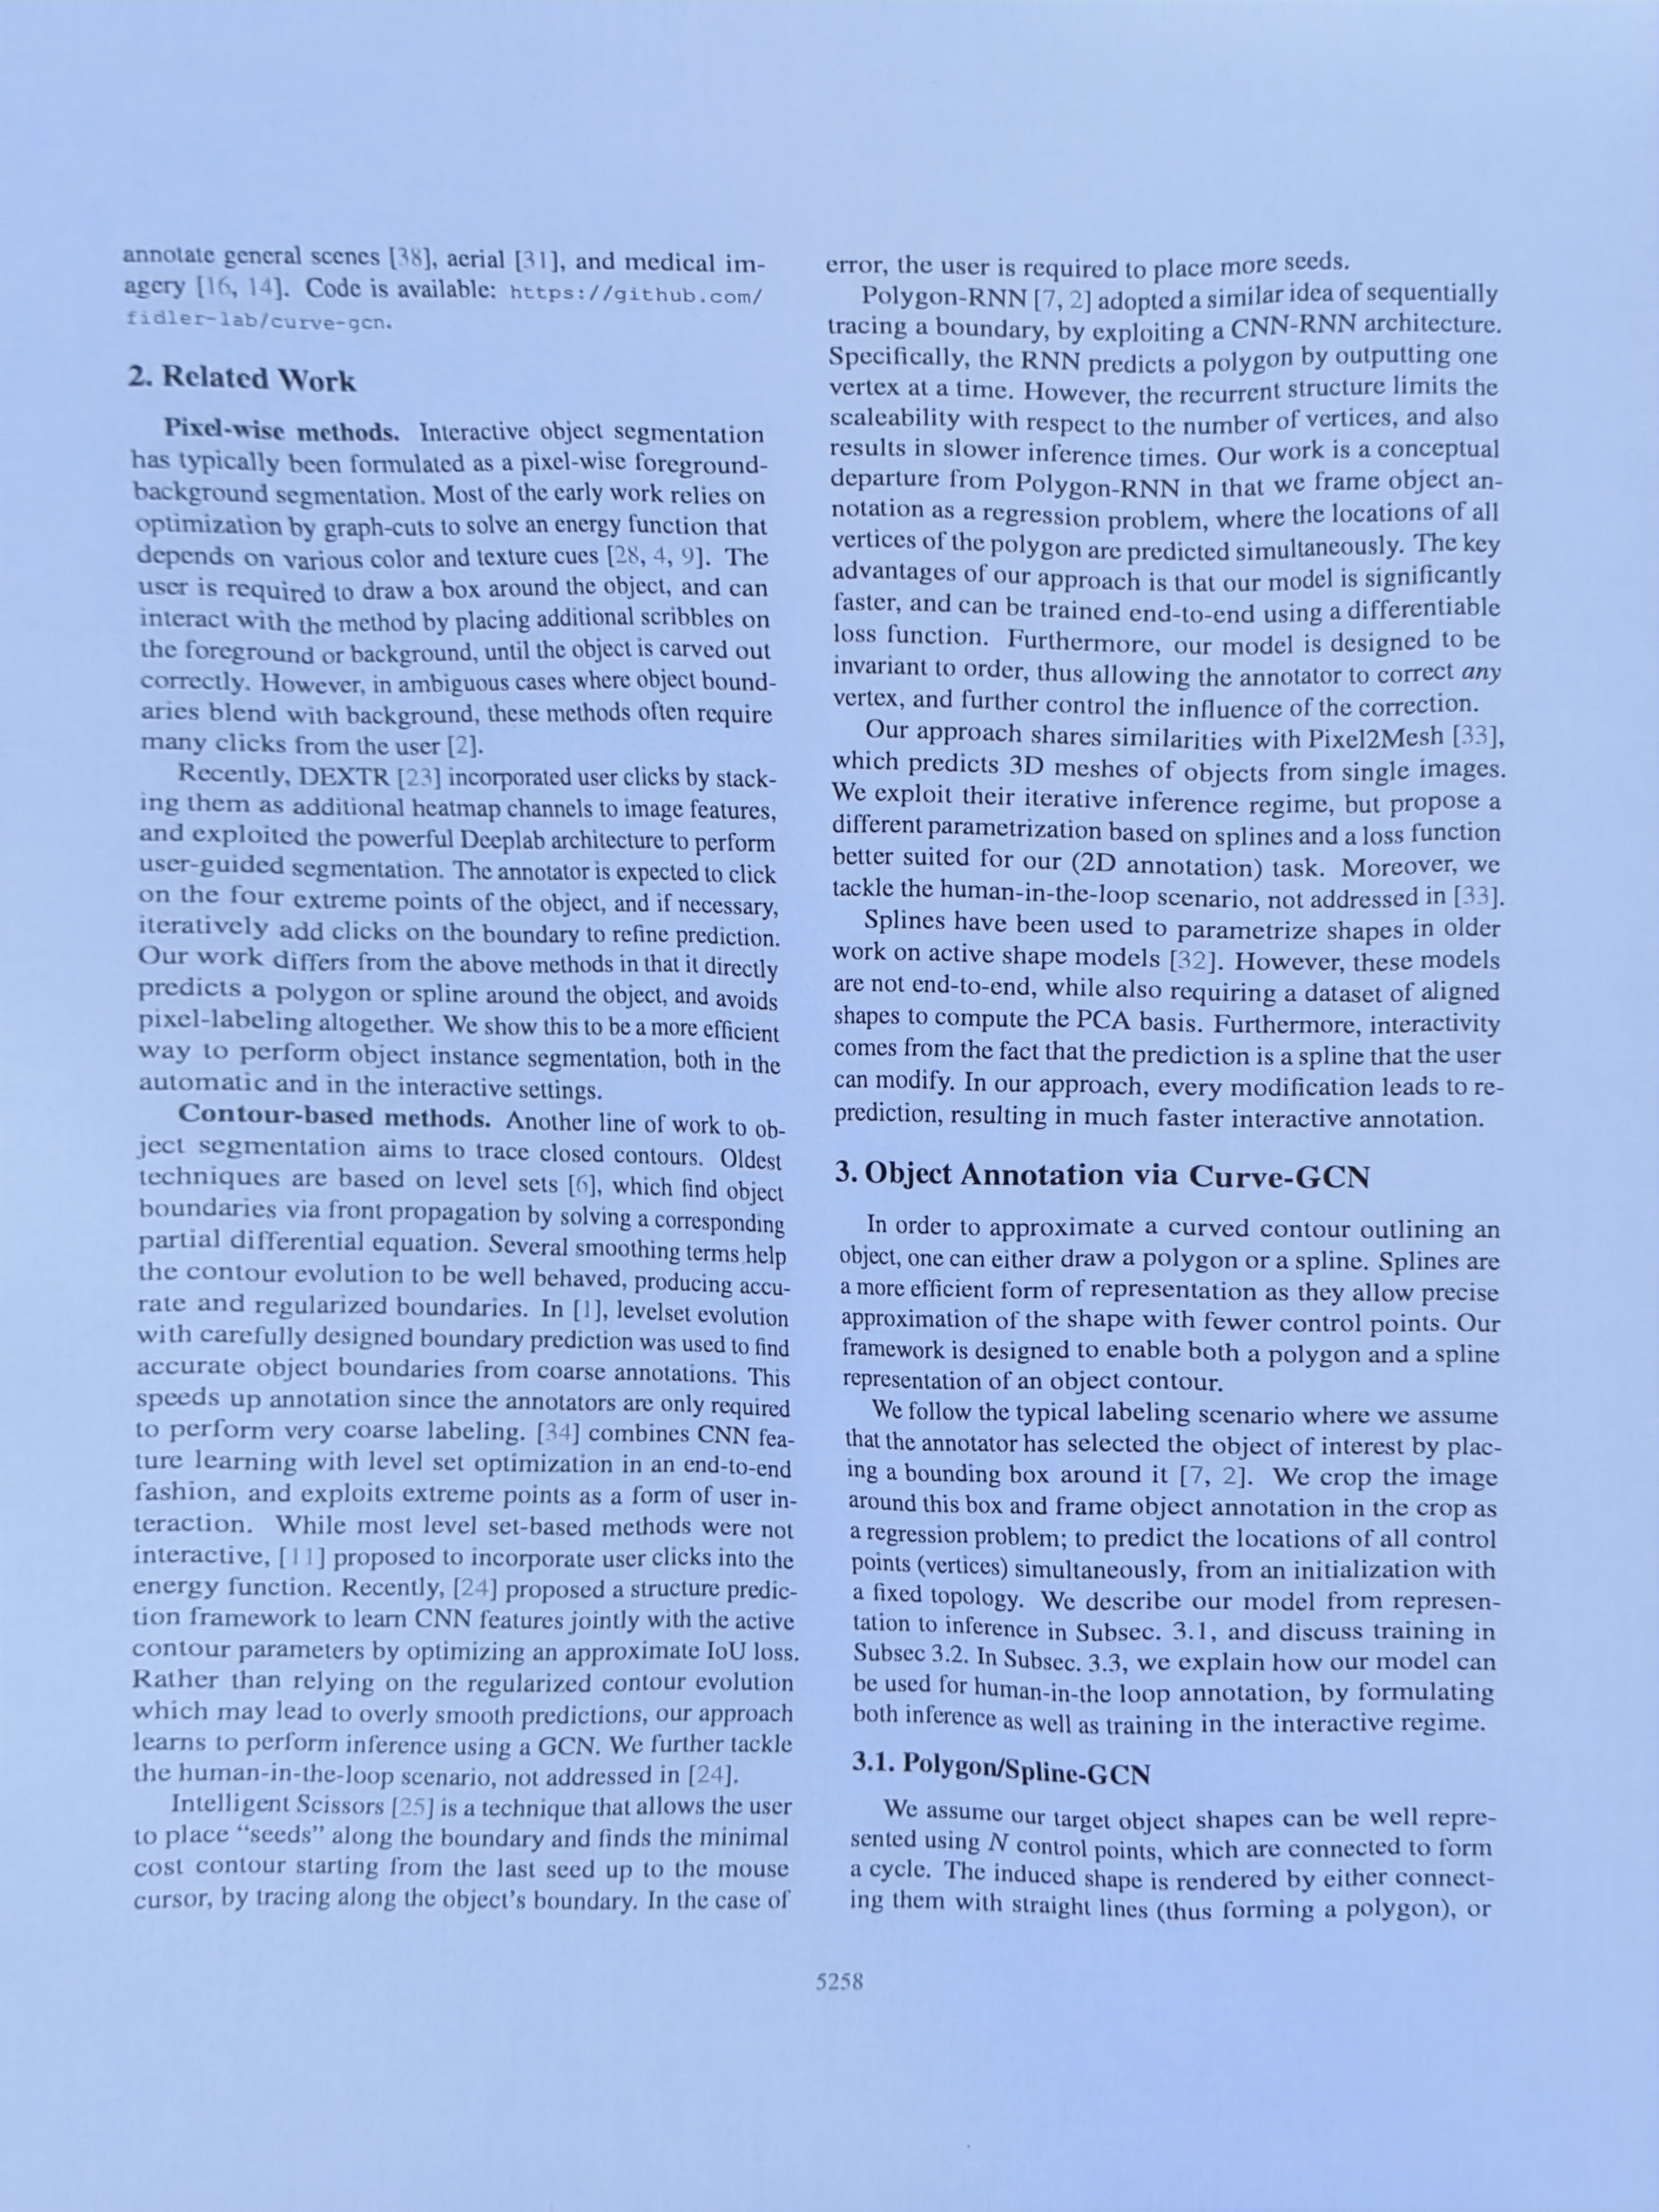 annotate general scenes [38], aerial [31], and medical im-
agery [16, 14]. Code is available: https://github.com/
fidler-lab/curve-gcn.
2. Related Work
Pixel-wise methods. Interactive object segmentation
has typically been formulated as a pixel-wise foreground-
background segmentation. Most of the early work relies on
optimization by graph-cuts to solve an energy function that
depends on various color and texture cues [28, 4, 9]. The
user is required to draw a box around the object, and can
interact with the method by placing additional scribbles on
the foreground or background, until the object is carved out
correctly. However, in ambiguous cases where object bound-
aries blend with background, these methods often require
many clicks from the user [2].
Recently, DEXTR [23] incorporated user clicks by stack-
ing them as additional heatmap channels to image features,
and exploited the powerful Deeplab architecture to perform
user-guided segmentation. The annotator is expected to click
on the four extreme points of the object, and if necessary,
iteratively add clicks on the boundary to refine prediction.
Our work differs from the above methods in that it directly
predicts a polygon or spline around the object, and avoids
pixel-labeling altogether. We show this to be a more efficient
way to perform object instance segmentation, both in the
automatic and in the interactive settings.
Contour-based methods. Another line of work to ob-
ject segmentation aims to trace closed contours. Oldest
techniques are based on level sets [6], which find object
boundaries via front propagation by solving a corresponding
partial differential equation. Several smoothing terms help
the contour evolution to be well behaved, producing accu-
rate and regularized boundaries. In [1], levelset evolution
with carefully designed boundary prediction was used to find
accurate object boundaries from coarse annotations. This
speeds up annotation since the annotators are only required
to perform very coarse labeling. [34] combines CNN fea-
ture learning with level set optimization in an end-to-end
fashion, and exploits extreme points as a form of user in-
teraction. While most level set-based methods were not
interactive, [11] proposed to incorporate user clicks into the
energy function. Recently, [24] proposed a structure predic-
tion framework to learn CNN features jointly with the active
contour parameters by optimizing an approximate IoU loss.
Rather than relying on the regularized contour evolution
which may lead to overly smooth predictions, our approach
learns to perform inference using a GCN. We further tackle
the human-in-the-loop scenario, not addressed in [24].
Intelligent Scissors [25] is a technique that allows the user
to place “seeds” along the boundary and finds the minimal
cost contour starting from the last seed up to the mouse
cursor, by tracing along the object’s boundary. In the case of
error, the user is required to place more seeds.
Polygon-RNN [7, 2] adopted a similar idea of sequentially
tracing a boundary, by exploiting a CNN-RNN architecture.
Specifically, the RNN predicts a polygon by outputting one
vertex at a time. However, the recurrent structure limits the
scaleability with respect to the number of vertices, and also
results in slower inference times. Our work is a conceptual
departure from Polygon-RNN in that we frame object an-
notation as a regression problem, where the locations of all
vertices of the polygon are predicted simultaneously. The key
advantages of our approach is that our model is significantly
faster, and can be trained end-to-end using a differentiable
loss function. Furthermore, our model is designed to be
invariant to order, thus allowing the annotator to correct any
vertex, and further control the influence of the correction.
Our approach shares similarities with Pixel2Mesh [33],
which predicts 3D meshes of objects from single images.
We exploit their iterative inference regime, but propose a
different parametrization based on splines and a loss function
better suited for our (2D annotation) task. Moreover, we
tackle the human-in-the-loop scenario, not addressed in [33].
Splines have been used to parametrize shapes in older
work on active shape models [32]. However, these models
are not end-to-end, while also requiring a dataset of aligned
shapes to compute the PCA basis. Furthermore, interactivity
comes from the fact that the prediction is a spline that the user
can modify. In our approach, every modification leads to re-
prediction, resulting in much faster interactive annotation.
3. Object Annotation via Curve-GCN
In order to approximate a curved contour outlining an
object, one can either draw a polygon or a spline. Splines are
a more efficient form of representation as they allow precise
approximation of the shape with fewer control points. Our
framework is designed to enable both a polygon and a spline
representation of an object contour.
We follow the typical labeling scenario where we assume
that the annotator has selected the object of interest by plac-
ing a bounding box around it [7, 2]. We crop the image
around this box and frame object annotation in the crop as
a regression problem; to predict the locations of all control
points (vertices) simultaneously, from an initialization with
a fixed topology. We describe our model from represen-
tation to inference in Subsec. 3.1, and discuss training in
Subsec 3.2. In Subsec. 3.3, we explain how our model can
be used for human-in-the loop annotation, by formulating
both inference as well as training in the interactive regime.
3.1. Polygon/Spline-GCN
We assume our target object shapes can be well repre-
sented using N control points, which are connected to form
a cycle. The induced shape is rendered by either connect-
ing them with straight lines (thus forming a polygon), or
5258